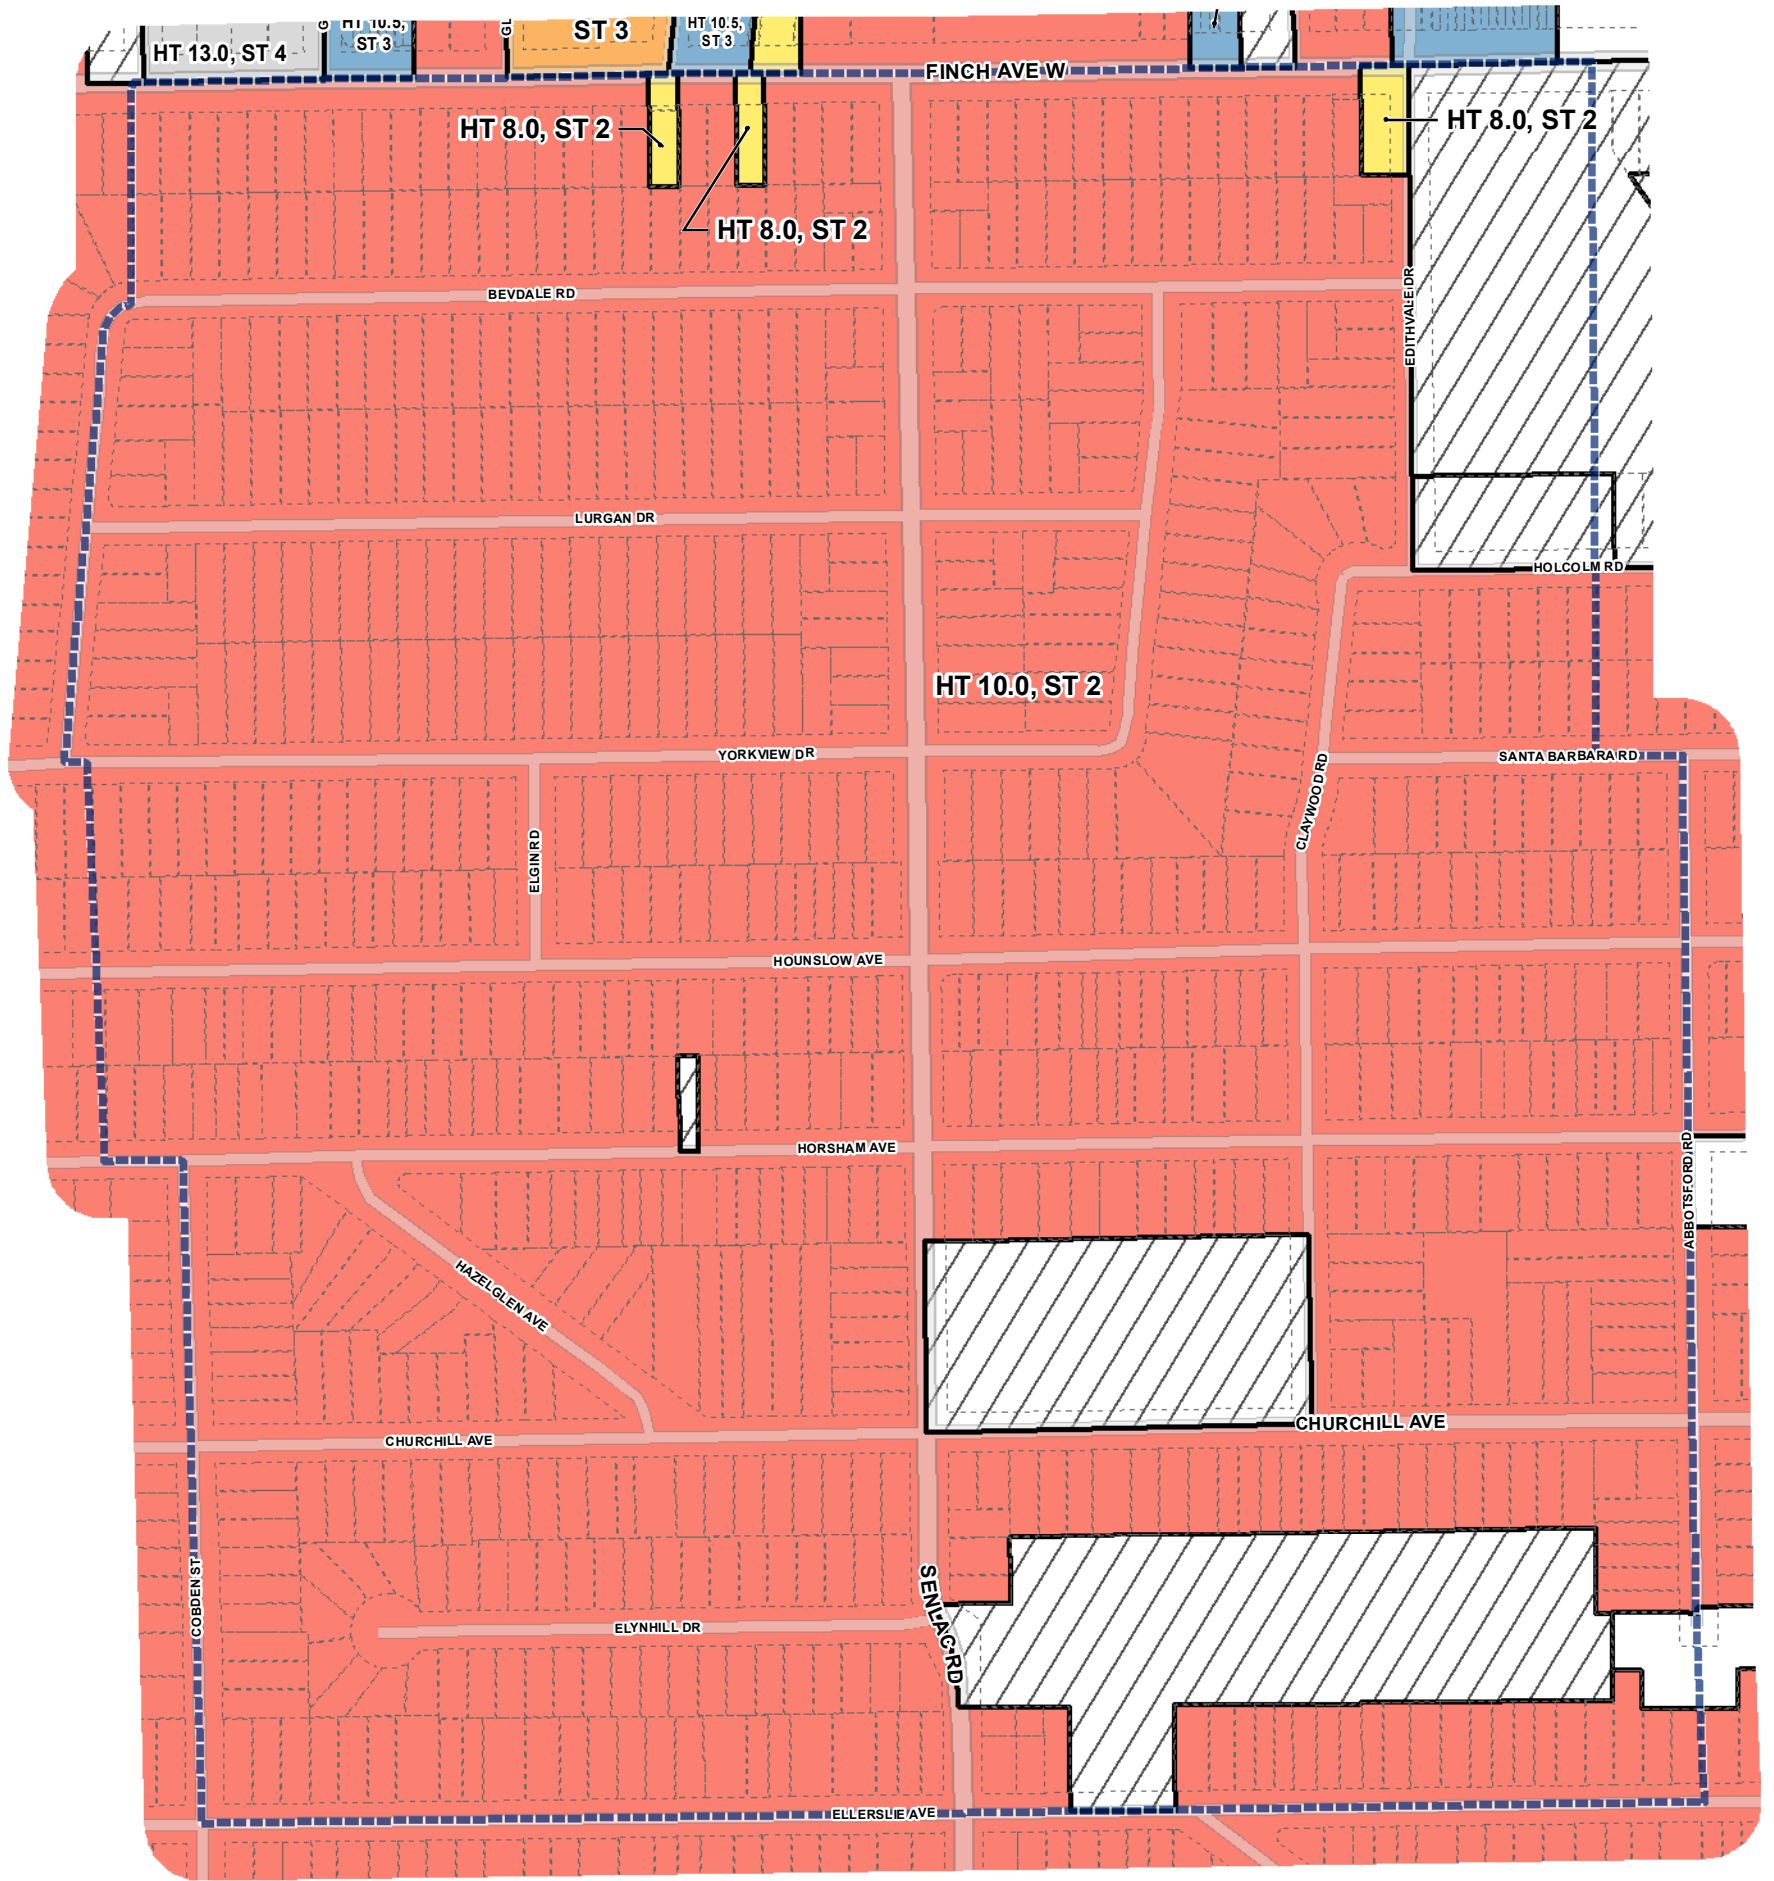 HT 13.0, ST 4
HT 10.5,
ST 3
ST 3
HT 10.5,
ST 3
FINCH AVE W
HT 8.0, ST 2
HT 8.0, ST 2
HT 8.0, ST 2
BEVDALE RD
EDITHVALE DR
LURGAN DR
HOLCOLM RD
HT 10.0, ST 2
YORKVIEW DR
SANTA BARBARA RD
CLAYWOOD RD
ELGIN RD
HOUNSLOW AVE
HORSHAM AVE
ABBOTSFORD RD
HAZELGLEN AVE
CHURCHILL AVE
CHURCHILL AVE
COBDEN ST
SENLAC RD
ELYNHILL DR
ELLERSLIE AVE